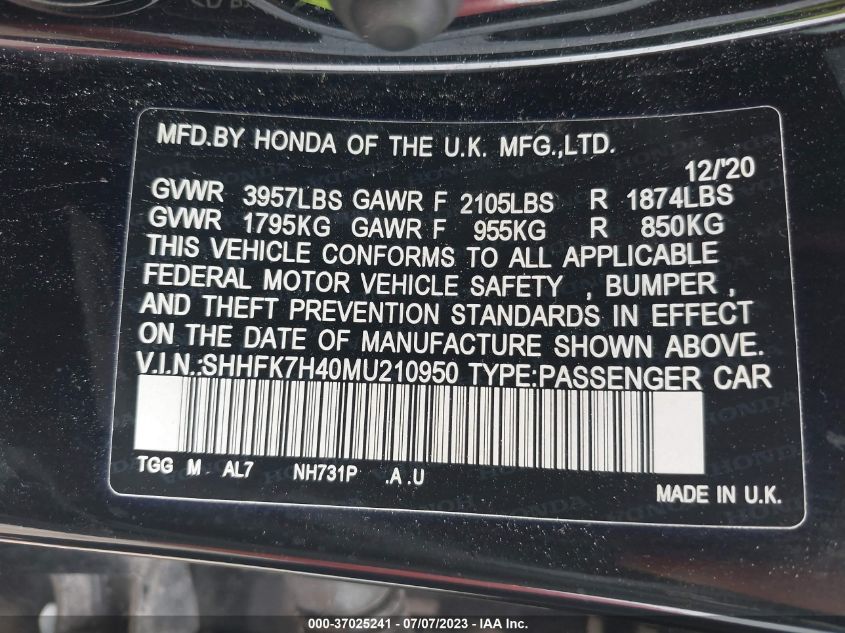 MFD.BY HONDA OF THE U.K. MFG.,LTD.
12/'20
GVWR 3957LBS GAWR F 2105LBS R 1874LBS
GVWR 1795KG GAWR F 955KG R 850KG
THIS VEHICLE CONFORMS TO ALL APPLICABLE
FEDERAL MOTOR VEHICLE SAFETY , BUMPER ,
AND THEFT PREVENTION STANDARDS IN EFFECT
ON THE DATE OF MANUFACTURE SHOWN ABOVE.
V.I.N.:SHHFK7H40MU210950 TYPE:PASSENGER CAR
TGG M . AL7 NH731P .A .U
MADE IN U.K.
000-37025241 - 07/07/2023 - IAA Inc.